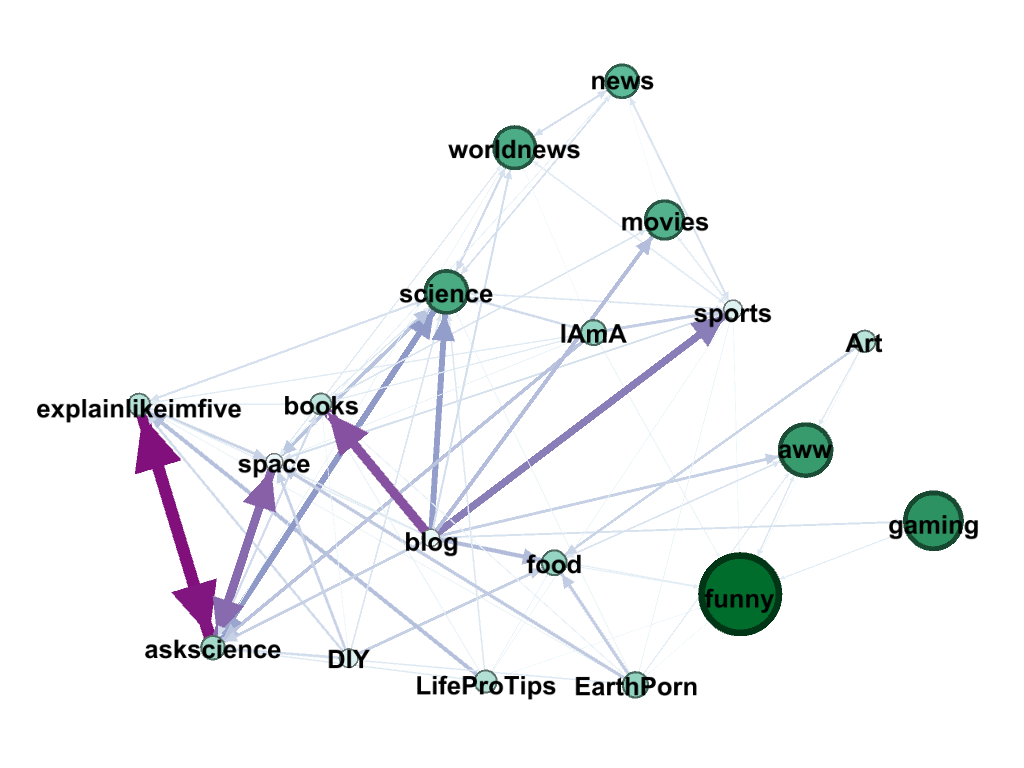 news
worldnews
movies
science
sports
IAmA
Art
explainlikeimfive
books
aww
space
gaming
blog
food
funny
askscience
DIY
LifeProTips
EarthPorn